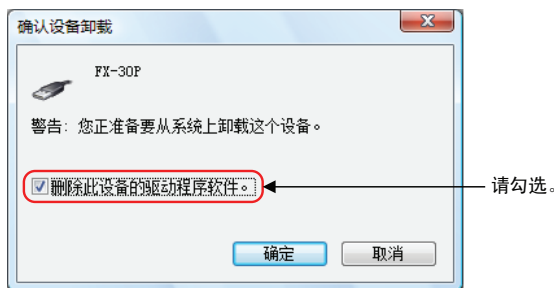 确认设备卸载
FX-30P
警告: 您正准备要从系统上卸载这个设备。
删除此设备的驱动程序软件。
请勾选。
确定
取消